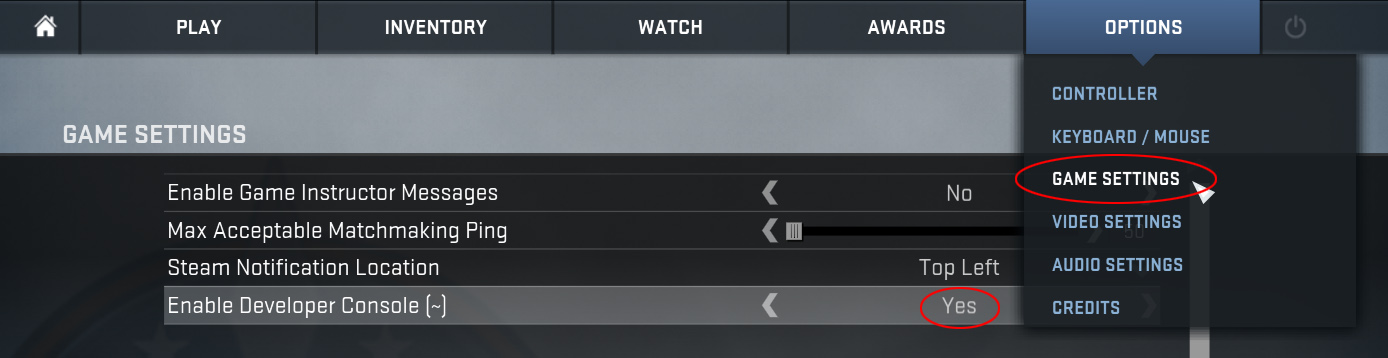 PLAY INVENTORY WATCH AWARDS OPTIONS
CONTROLLER
KEYBOARD / MOUSE
GAME SETTINGS
VIDEO SETTINGS
AUDIO SETTINGS
CREDITS
GAME SETTINGS
Enable Game Instructor Messages No
Max Acceptable Matchmaking Ping
Steam Notification Location Top Left
Enable Developer Console (~) Yes